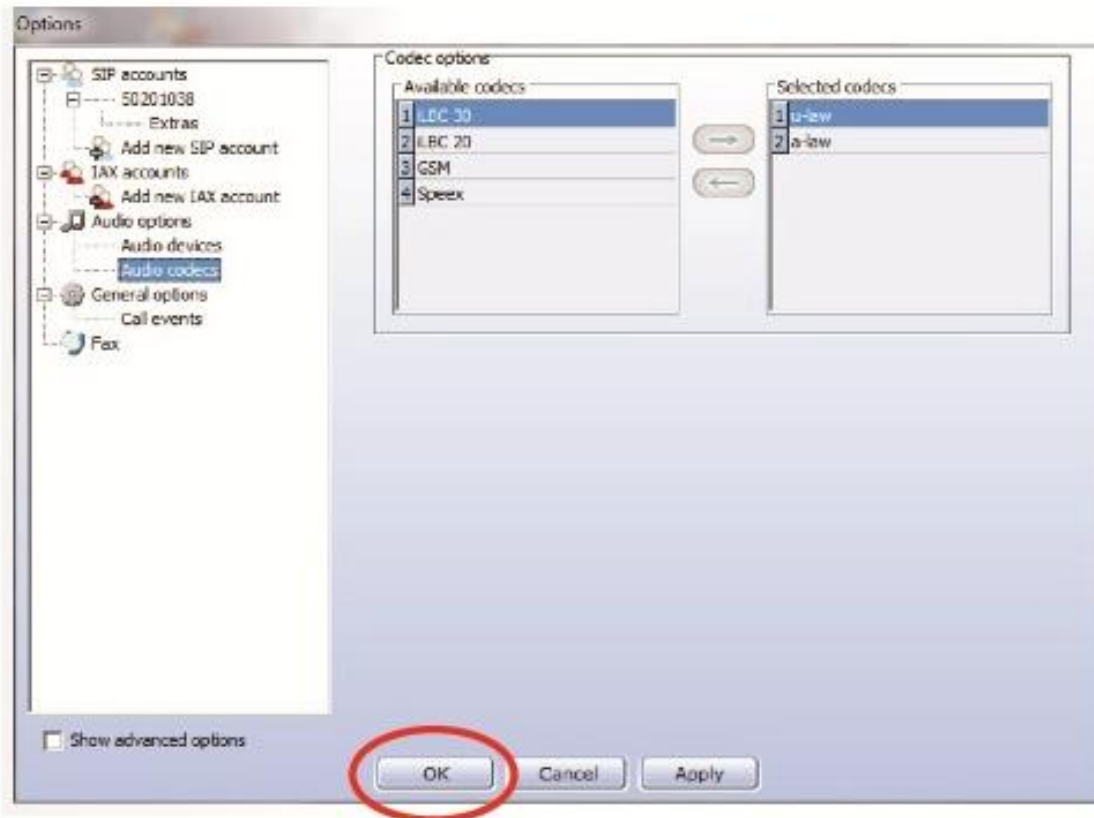 Options
SIP accounts
50201038
Extras
Add new SIP account
IAX accounts
Add new IAX account
Audio options
Audio devices
Audio codecs
General options
Call events
Fax
Show advanced options
Codec options
Available codecs
1 iLBC 30
2 iLBC 20
3 GSM
4 Speex
Selected codecs
1 u-law
2 a-law
OK
Cancel
Apply